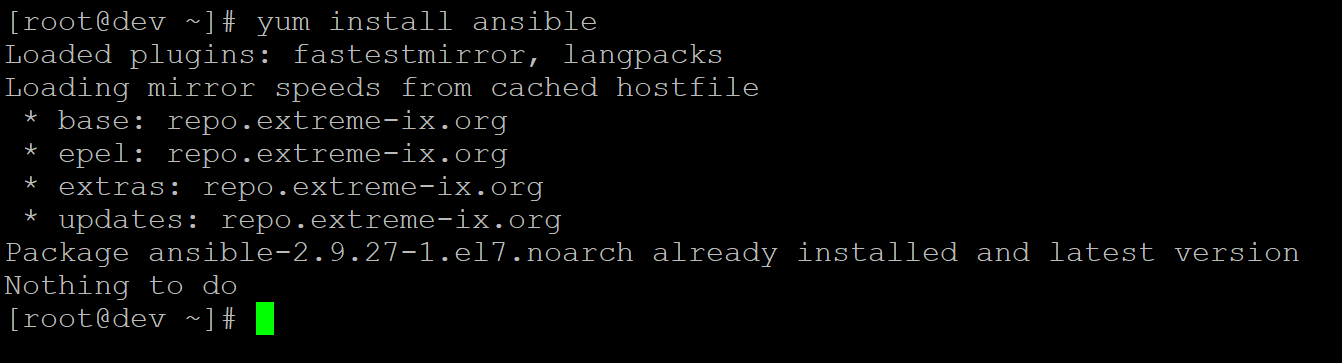 [root@dev ~]# yum install ansible
Loaded plugins: fastestmirror, langpacks
Loading mirror speeds from cached hostfile
 * base: repo.extreme-ix.org
 * epel: repo.extreme-ix.org
 * extras: repo.extreme-ix.org
 * updates: repo.extreme-ix.org
Package ansible-2.9.27-1.el7.noarch already installed and latest version
Nothing to do
[root@dev ~]#